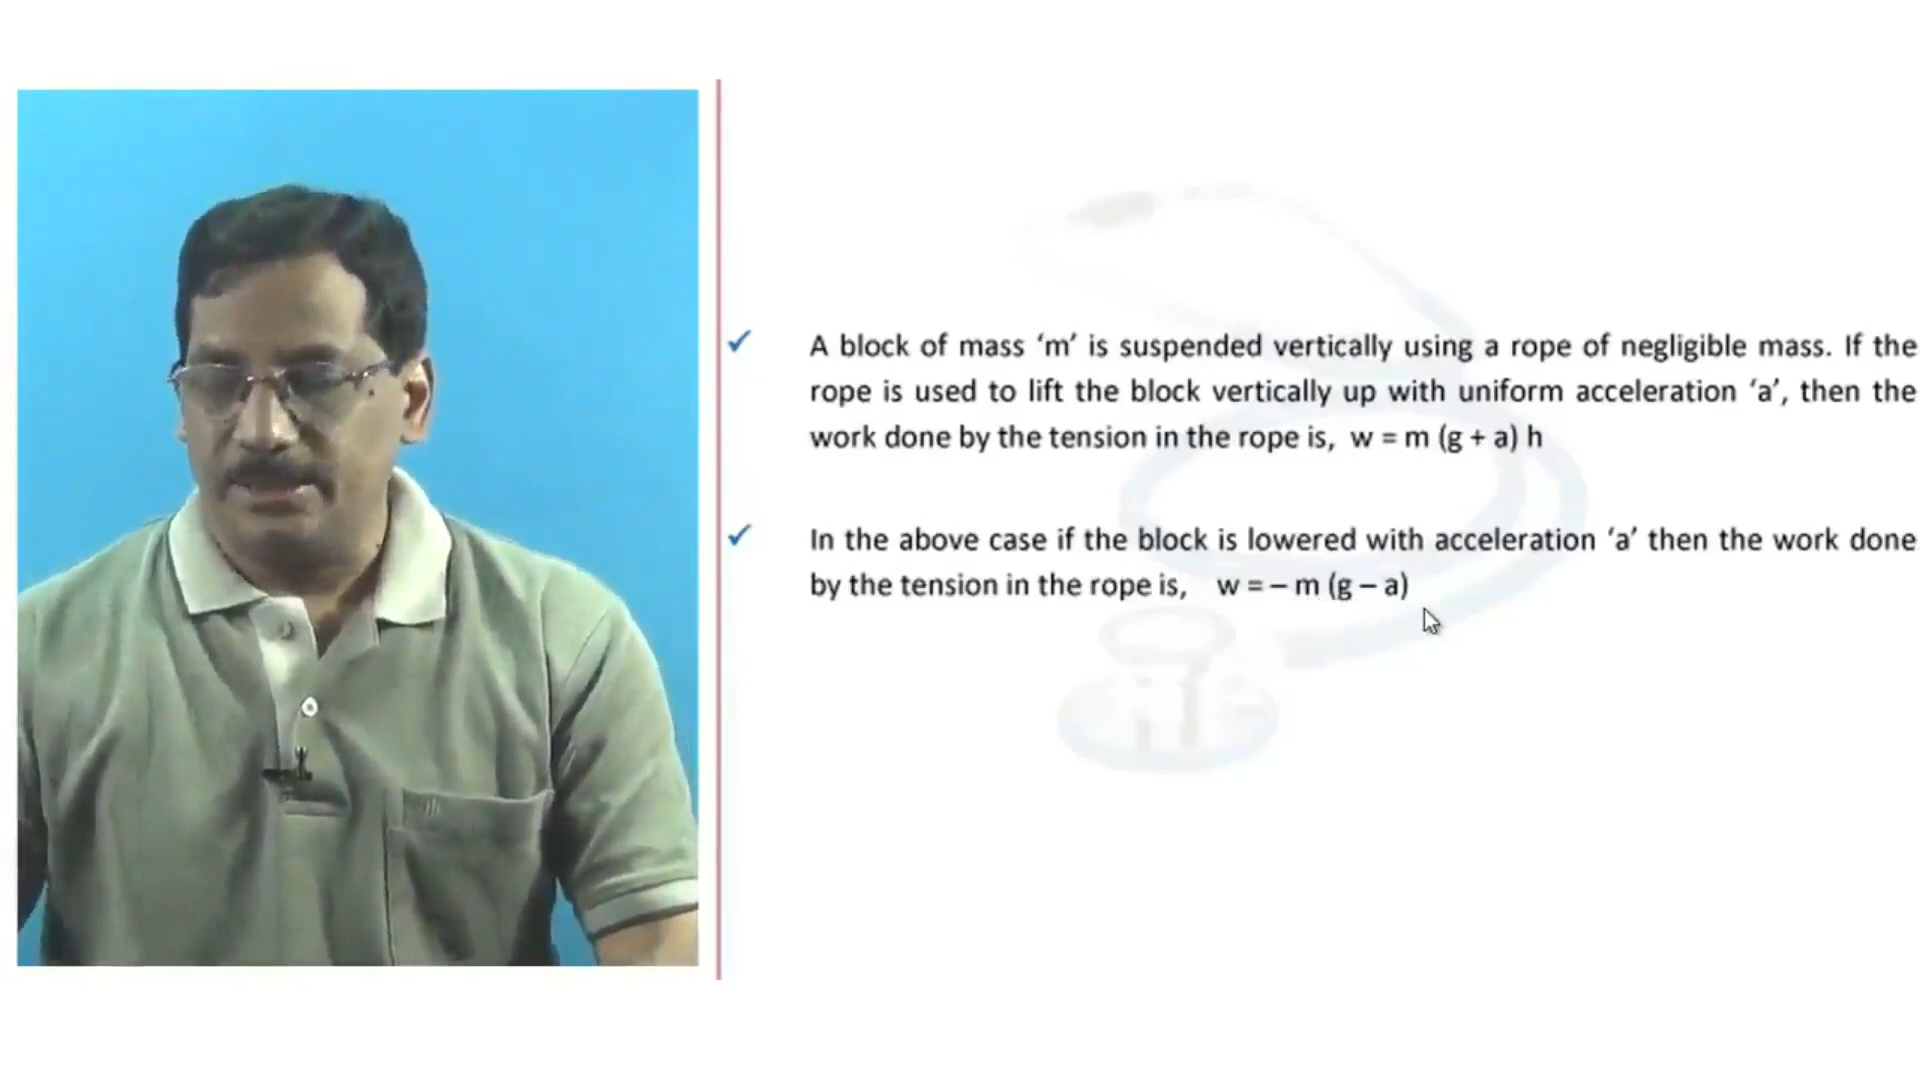 A block of mass ‘m’ is suspended vertically using a rope of negligible mass. If the
rope is used to lift the block vertically up with uniform acceleration ‘a’, then the
work done by the tension in the rope is, w = m (g + a) h
In the above case if the block is lowered with acceleration ‘a’ then the work done
by the tension in the rope is, w = – m (g – a)